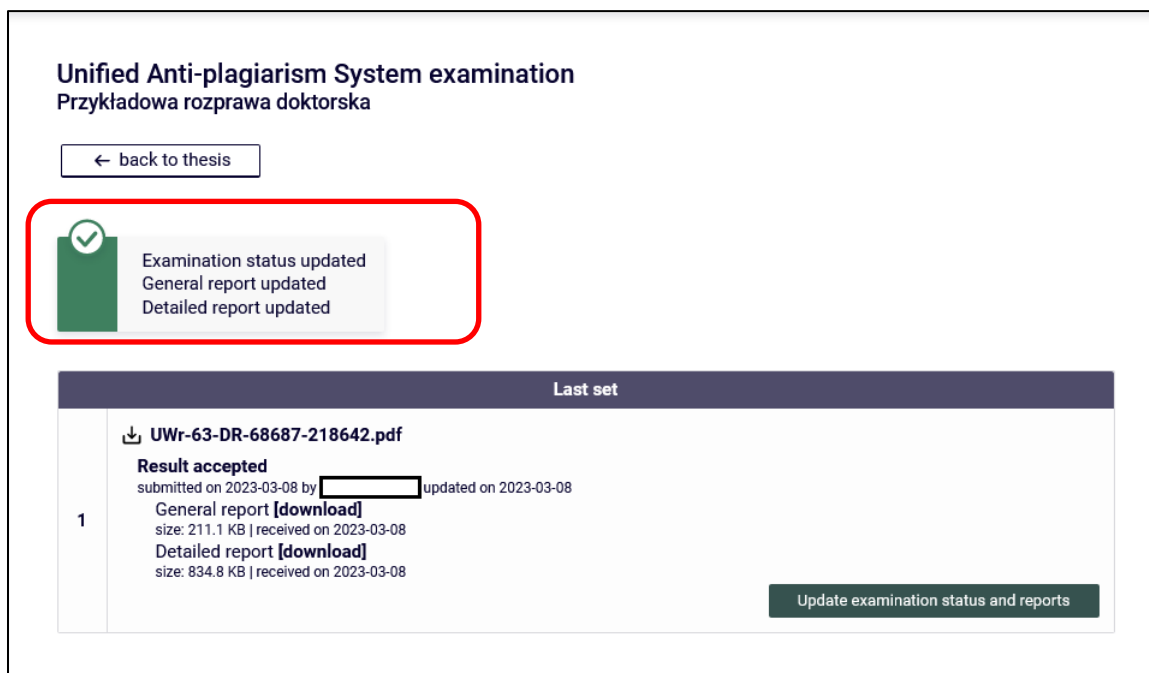 Unified Anti-plagiarism System examination
Przykładowa rozprawa doktorska
← back to thesis
Examination status updated
General report updated
Detailed report updated
Last set
1
UWr-63-DR-68687-218642.pdf
Result accepted
submitted on 2023-03-08 by updated on 2023-03-08
General report [download]
size: 211.1 KB | received on 2023-03-08
Detailed report [download]
size: 834.8 KB | received on 2023-03-08
Update examination status and reports